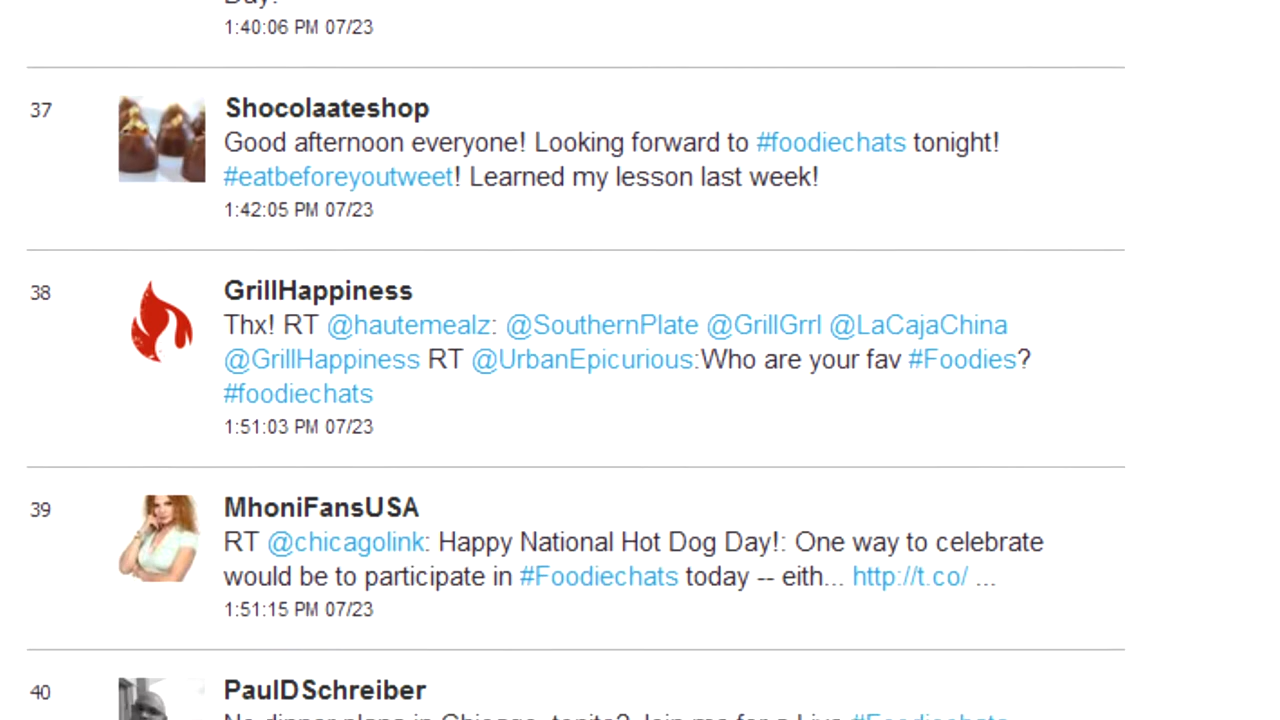 Day!
1:40:06 PM 07/23
37
Shocolaateshop
Good afternoon everyone! Looking forward to #foodiechats tonight!
#eatbeforeyoutweet! Learned my lesson last week!
1:42:05 PM 07/23
38
GrillHappiness
Thx! RT @hautemealz: @SouthernPlate @GrillGrrl @LaCajaChina
@GrillHappiness RT @UrbanEpicurious:Who are your fav #Foodies?
#foodiechats
1:51:03 PM 07/23
39
MhoniFansUSA
RT @chicagolink: Happy National Hot Dog Day!: One way to celebrate
would be to participate in #Foodiechats today -- eith... http://t.co/ ...
1:51:15 PM 07/23
40
PaulDSchreiber
No dinner plans in Chicago, tonite? Join me for a Live #Foodiechats